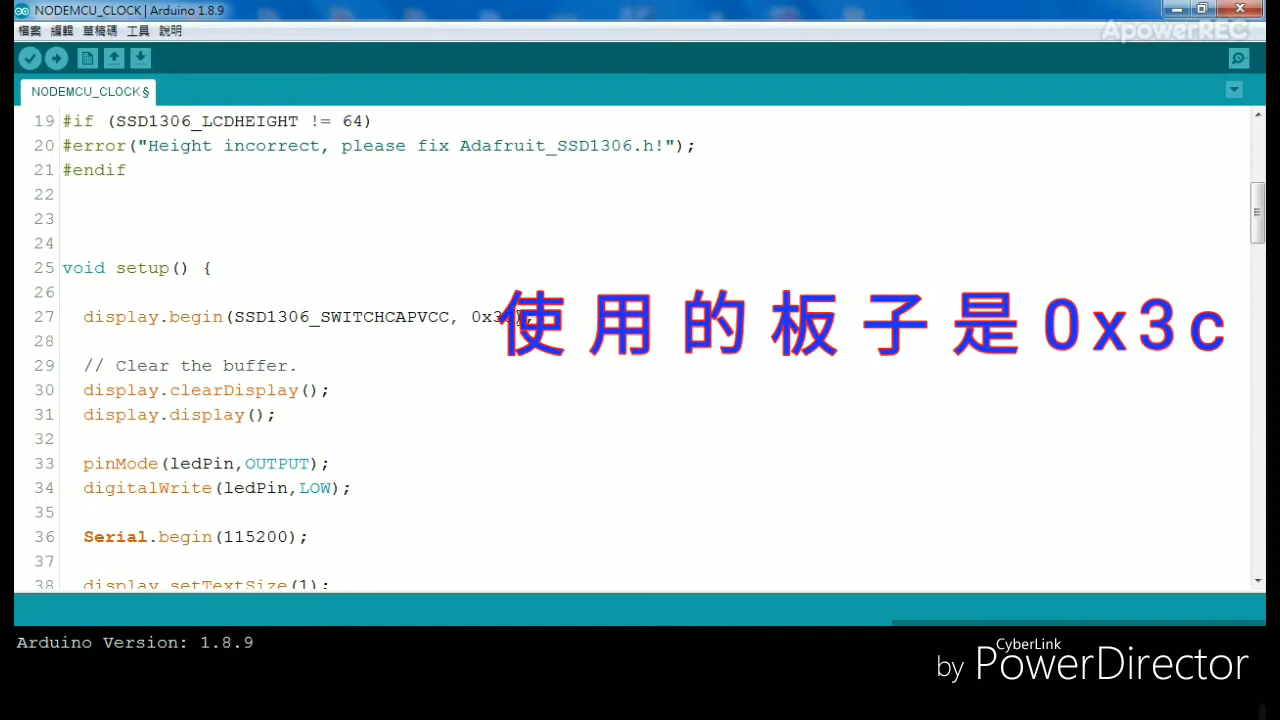 NODEMCU_CLOCK | Arduino 1.8.9
檔案 編輯 草稿碼 工具 說明
ApowerREC
NODEMCU_CLOCK§
19 #if (SSD1306_LCDHEIGHT != 64)
20 #error("Height incorrect, please fix Adafruit_SSD1306.h!");
21 #endif
22
23
24
25 void setup() {
26
27 display.begin(SSD1306_SWITCHCAPVCC, 0x3
使用的板子是0x3c
28
29 // Clear the buffer.
30 display.clearDisplay();
31 display.display();
32
33 pinMode(ledPin,OUTPUT);
34 digitalWrite(ledPin,LOW);
35
36 Serial.begin(115200);
37
38 display.setTextSize(1);
Arduino Version: 1.8.9
CyberLink
by PowerDirector